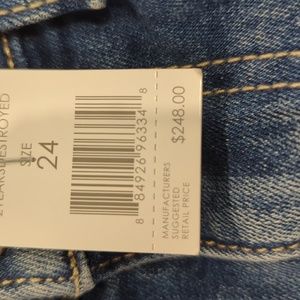 2YEARSDESTROYED
SIZE
24
8 84926 96334 8
MANUFACTURERS
SUGGESTED
RETAIL PRICE
$248.00